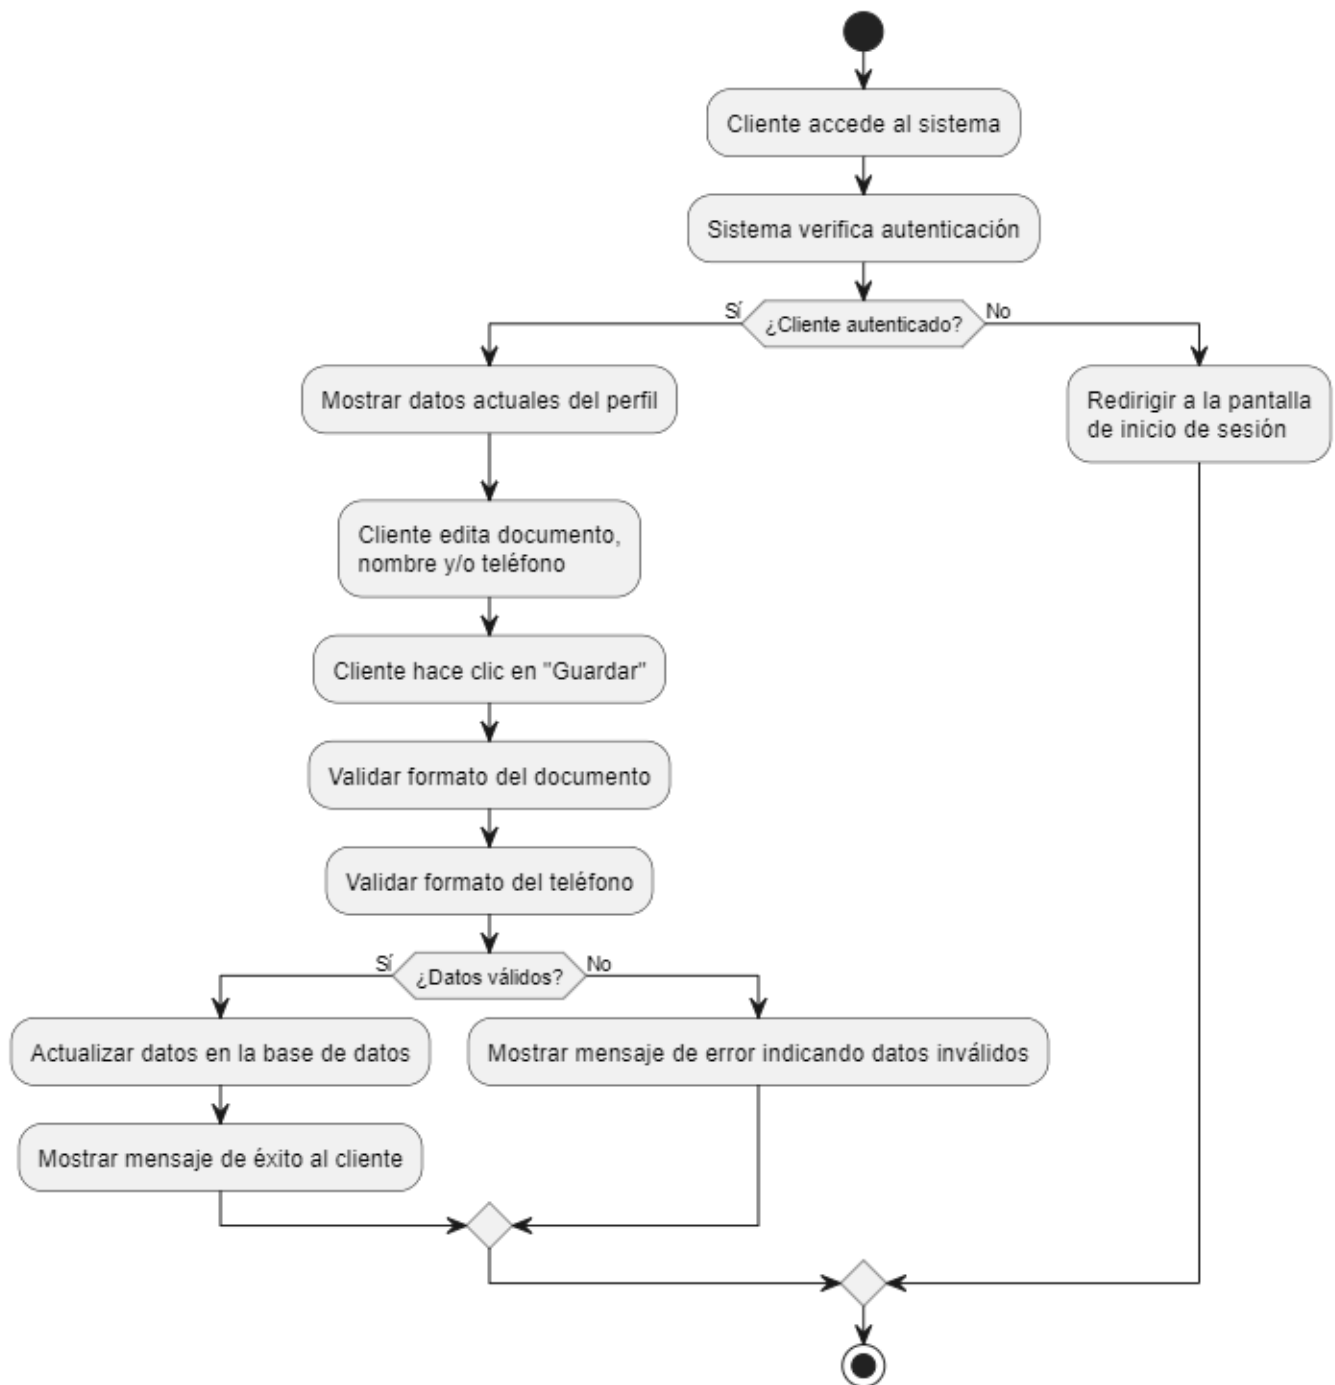 Cliente accede al sistema
Sistema verifica autenticación
Sí
¿Cliente autenticado?
No
Mostrar datos actuales del perfil
Redirigir a la pantalla
de inicio de sesión
Cliente edita documento,
nombre y/o teléfono
Cliente hace clic en "Guardar"
Validar formato del documento
Validar formato del teléfono
Sí
¿Datos válidos?
No
Actualizar datos en la base de datos
Mostrar mensaje de error indicando datos inválidos
Mostrar mensaje de éxito al cliente